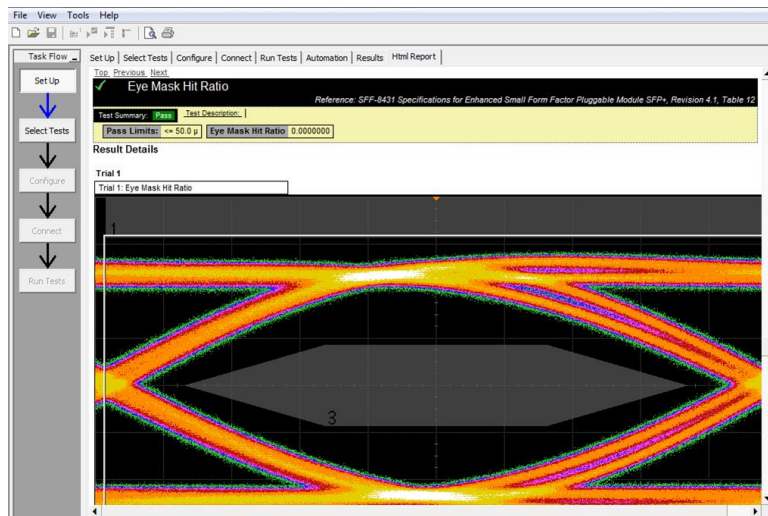 File View Tools Help
Task Flow
Set Up
Select Tests
Configure
Connect
Run Tests
Set Up Select Tests Configure Connect Run Tests Automation Results Html Report
Top Previous Next
Eye Mask Hit Ratio
Reference: SFF-8431 Specifications for Enhanced Small Form Factor Pluggable Module SFP+, Revision 4.1, Table 12
Test Summary: Pass Test Description:
Pass Limits: <= 50.0 µ Eye Mask Hit Ratio 0.0000000
Result Details
Trial 1
Trial 1: Eye Mask Hit Ratio
1
3